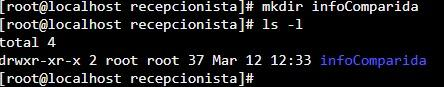 [root@localhost recepcionista]# mkdir infoComparida
[root@localhost recepcionista]# ls -l
total 4
drwxr-xr-x 2 root root 37 Mar 12 12:33 infoComparida
[root@localhost recepcionista]#